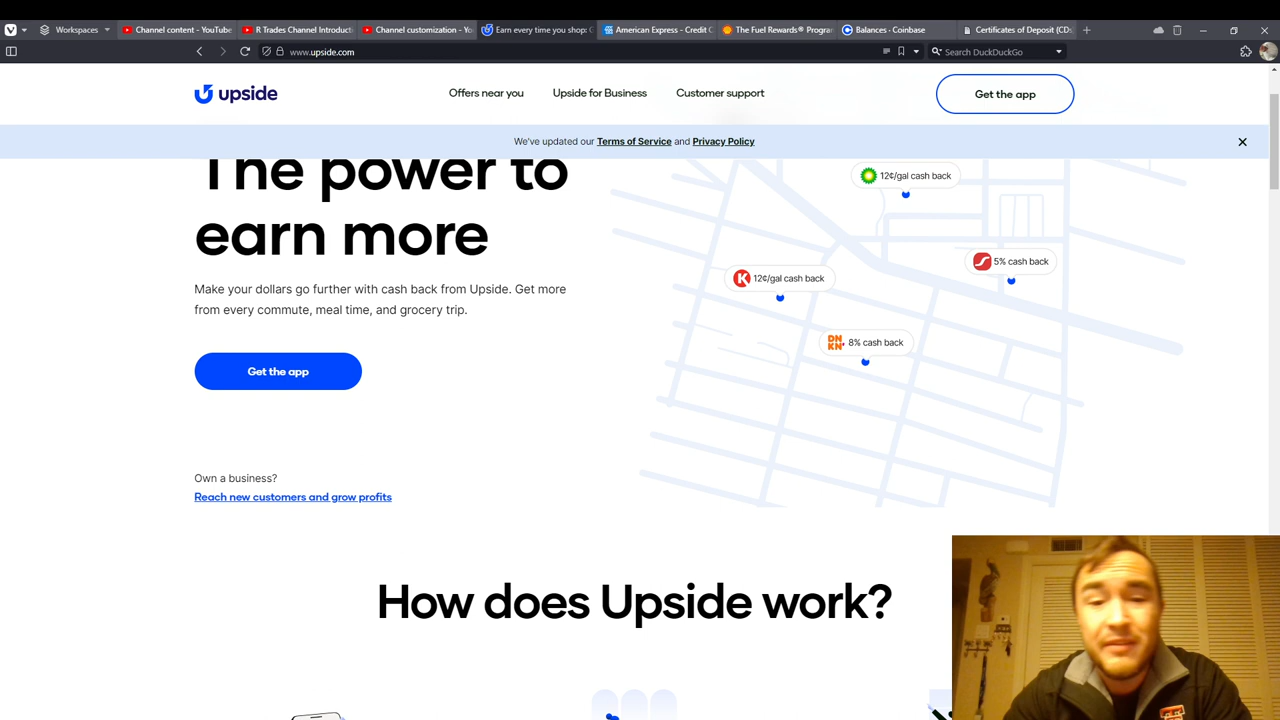 Workspaces
Channel content - YouTube
R Trades Channel Introducti
Channel customization - Yo
Earn every time you shop: C
American Express - Credit C
The Fuel Rewards® Progra
Balances - Coinbase
Certificates of Deposit (CDs
www.upside.com
Search DuckDuckGo
upside
Offers near you
Upside for Business
Customer support
Get the app
We've updated our Terms of Service and Privacy Policy
The power to
earn more
Make your dollars go further with cash back from Upside. Get more
from every commute, meal time, and grocery trip.
Get the app
12¢/gal cash back
5% cash back
K 12¢/gal cash back
DN
KN' 8% cash back
Own a business?
Reach new customers and grow profits
How does Upside work?